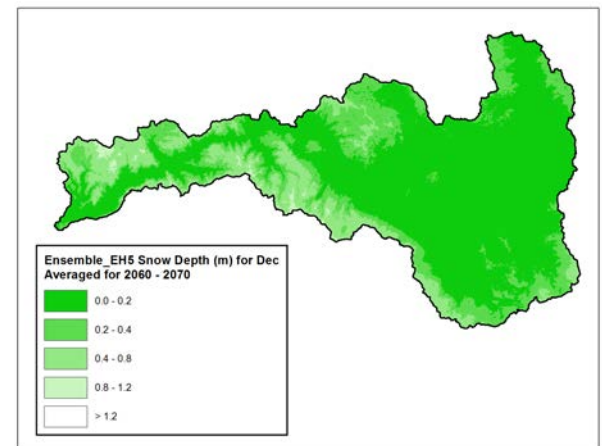 Ensemble_EH5 Snow Depth (m) for Dec
Averaged for 2060 - 2070
0.0 - 0.2
0.2 - 0.4
0.4 - 0.8
0.8 - 1.2
> 1.2